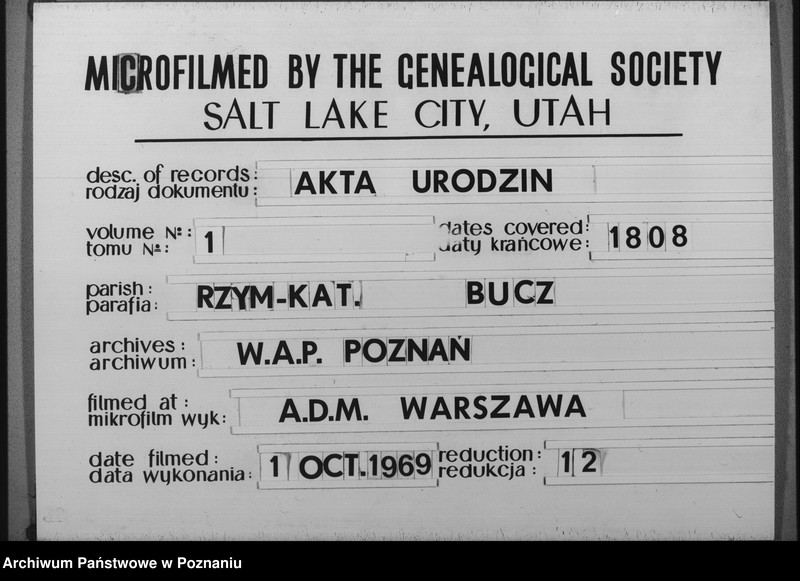 MICROFILMED BY THE GENEALOGICAL SOCIETY
SALT LAKE CITY, UTAH
desc. of records: AKTA URODZIN
rodzaj dokumentu:
volume Nº: 1 dates covered: 1808
tomu Nº: daty krańcowe:
parish: RZYM-KAT. BUCZ
parafia:
archives: W.A.P. POZNAŃ
archiwum:
filmed at: A.D.M. WARSZAWA
mikrofilm wyk:
date filmed: 1 OCT. 1969 reduction: 12
data wykonania: redukcja:
Archiwum Państwowe w Poznaniu